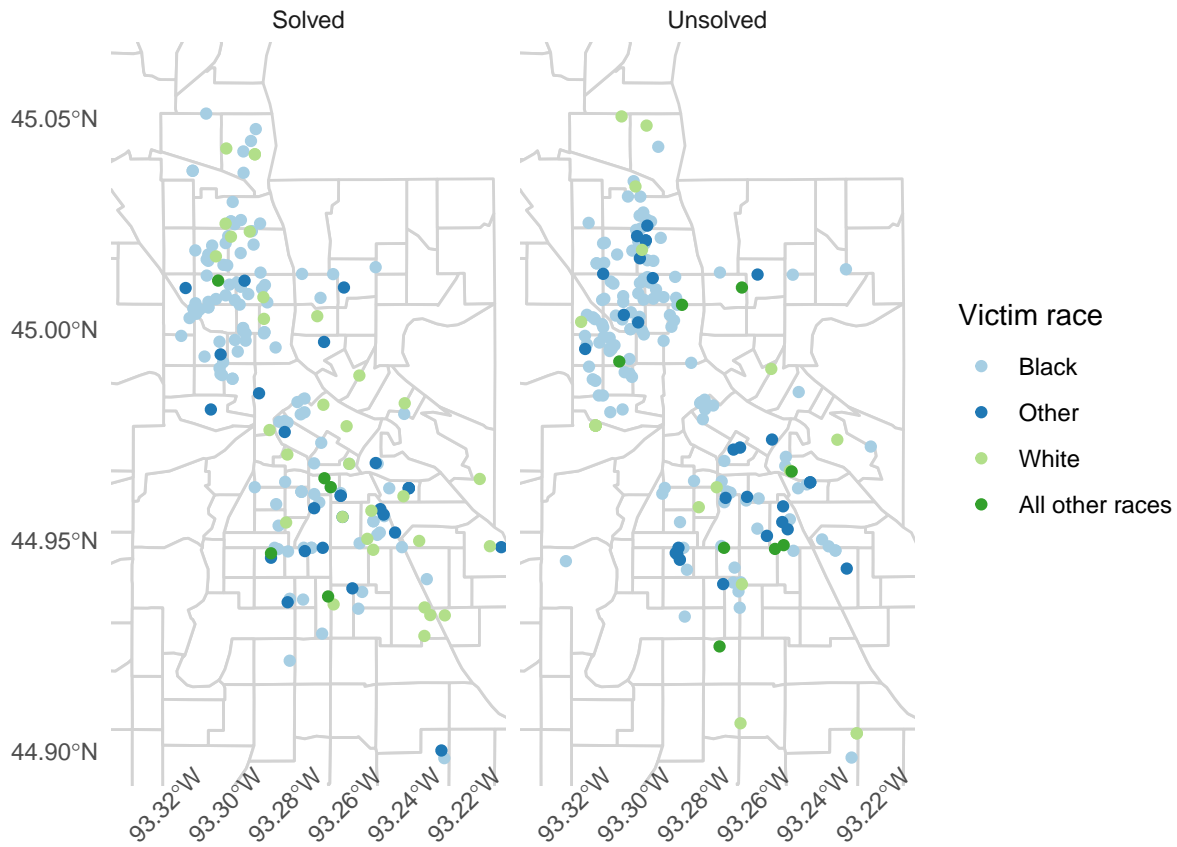 Solved
Unsolved
45.05°N
45.00°N
44.95°N
44.90°N
93.32°W
93.30°W
93.28°W
93.26°W
93.24°W
93.22°W
93.32°W
93.30°W
93.28°W
93.26°W
93.24°W
93.22°W
Victim race
Black
Other
White
All other races